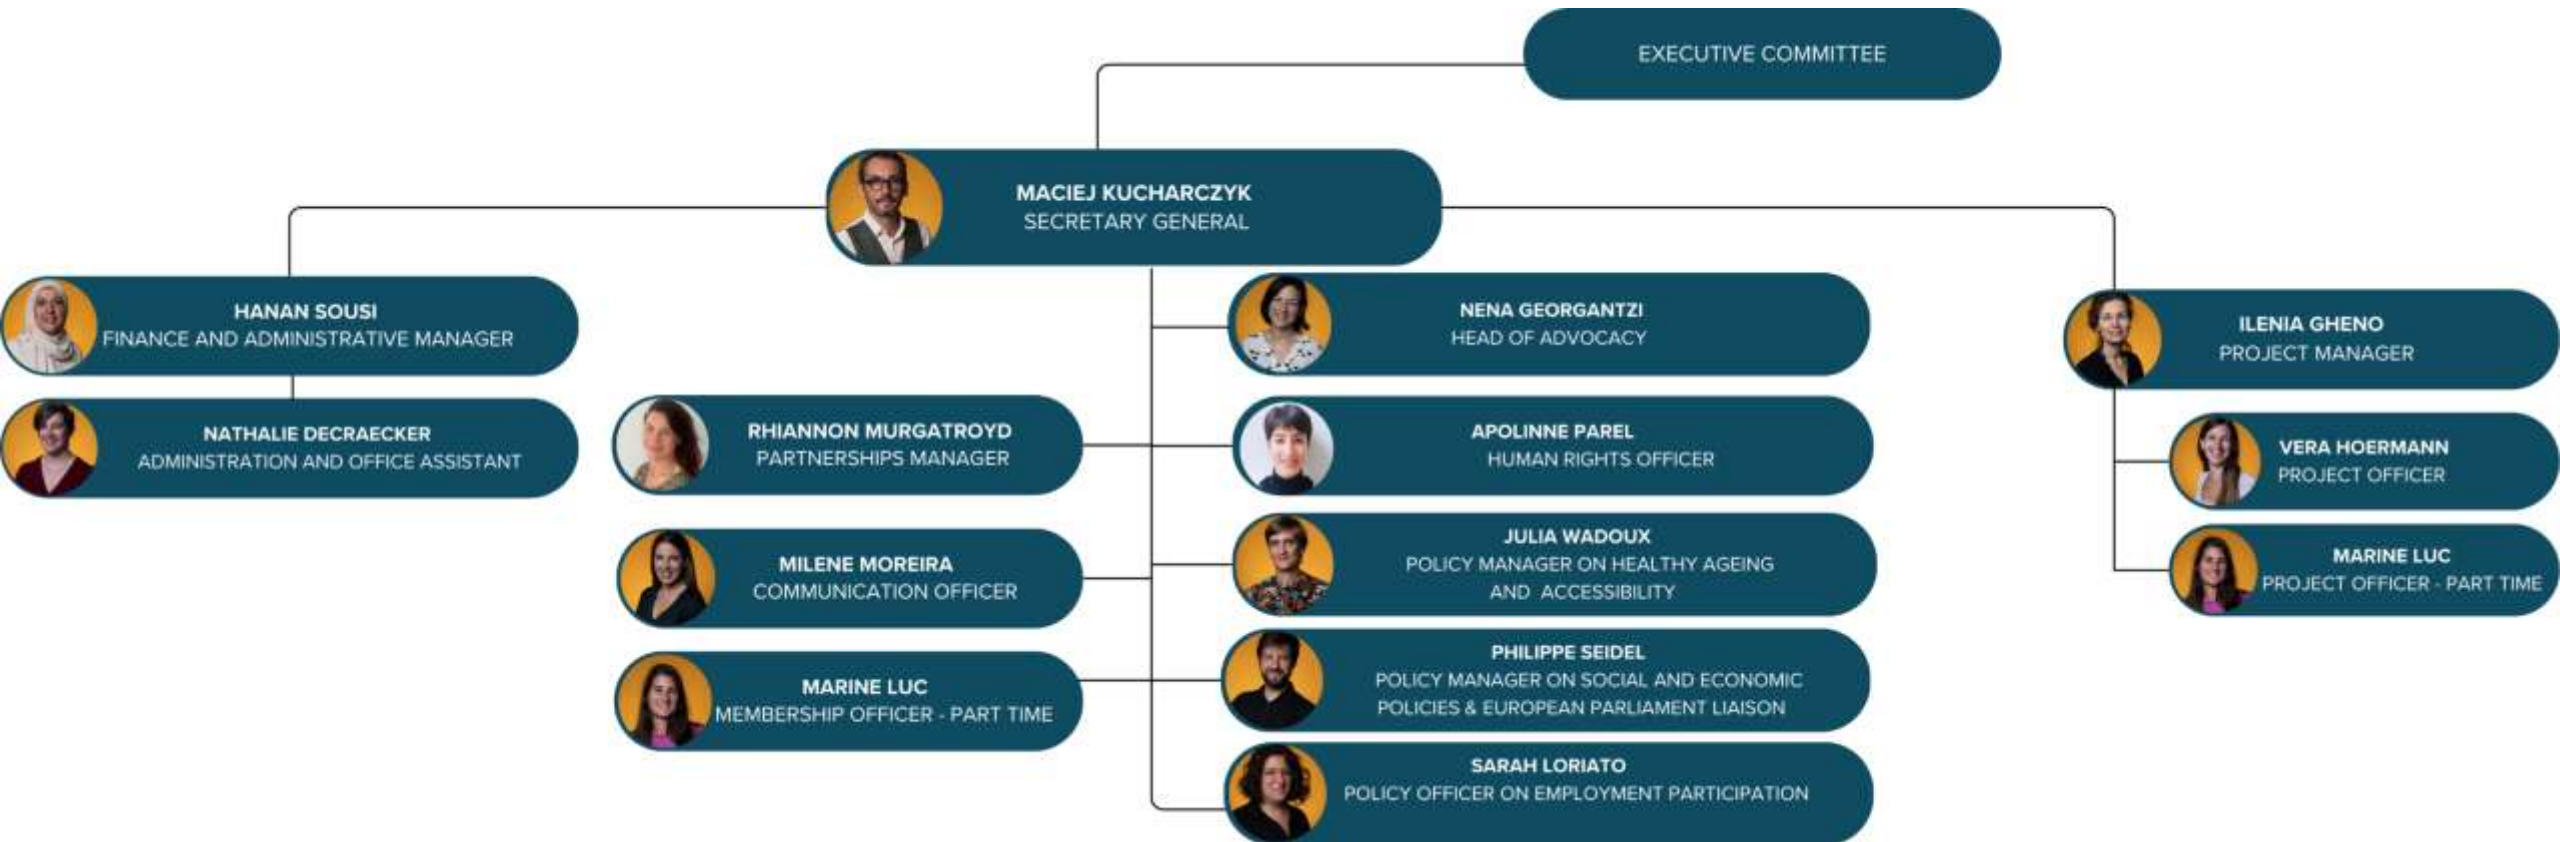 EXECUTIVE COMMITTEE
MACIEJ KUCHARCZYK
SECRETARY GENERAL
HANAN SOUSI
FINANCE AND ADMINISTRATIVE MANAGER
NATHALIE DECRAECKER
ADMINISTRATION AND OFFICE ASSISTANT
RHIANNON MURGATROYD
PARTNERSHIPS MANAGER
MILENE MOREIRA
COMMUNICATION OFFICER
MARINE LUC
MEMBERSHIP OFFICER - PART TIME
NENA GEORGANTZI
HEAD OF ADVOCACY
APOLINNE PAREL
HUMAN RIGHTS OFFICER
JULIA WADOUX
POLICY MANAGER ON HEALTHY AGEING
AND ACCESSIBILITY
PHILIPPE SEIDEL
POLICY MANAGER ON SOCIAL AND ECONOMIC
POLICIES & EUROPEAN PARLIAMENT LIAISON
SARAH LORIATO
POLICY OFFICER ON EMPLOYMENT PARTICIPATION
ILENIA GHENO
PROJECT MANAGER
VERA HOERMANN
PROJECT OFFICER
MARINE LUC
PROJECT OFFICER - PART TIME